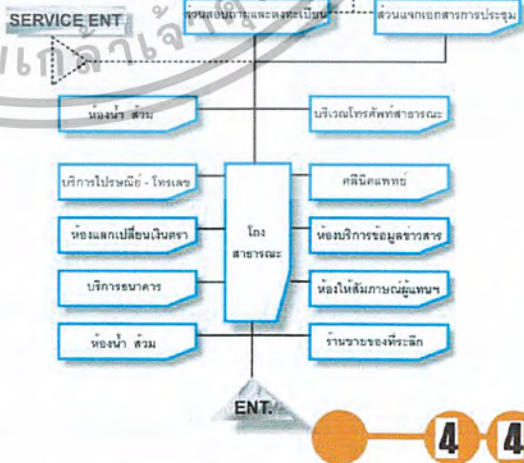 SERVICE ENT
ส่วนสอบถามและลงทะเบียน
ส่วนแจกเอกสารการประชุม
ห้องน้ำ ส้วม
บริเวณโทรศัพท์สาธารณะ
บริการไปรษณีย์ - โทรเลข
คลีนิคแพทย์
ห้องแลกเปลี่ยนเงินตรา
โถง
สาธารณะ
ห้องบริการข้อมูลข่าวสาร
บริการธนาคาร
ห้องให้สัมภาษณ์ผู้แทนฯ
ห้องน้ำ ส้วม
ร้านขายของที่ระลึก
ENT.
4 4